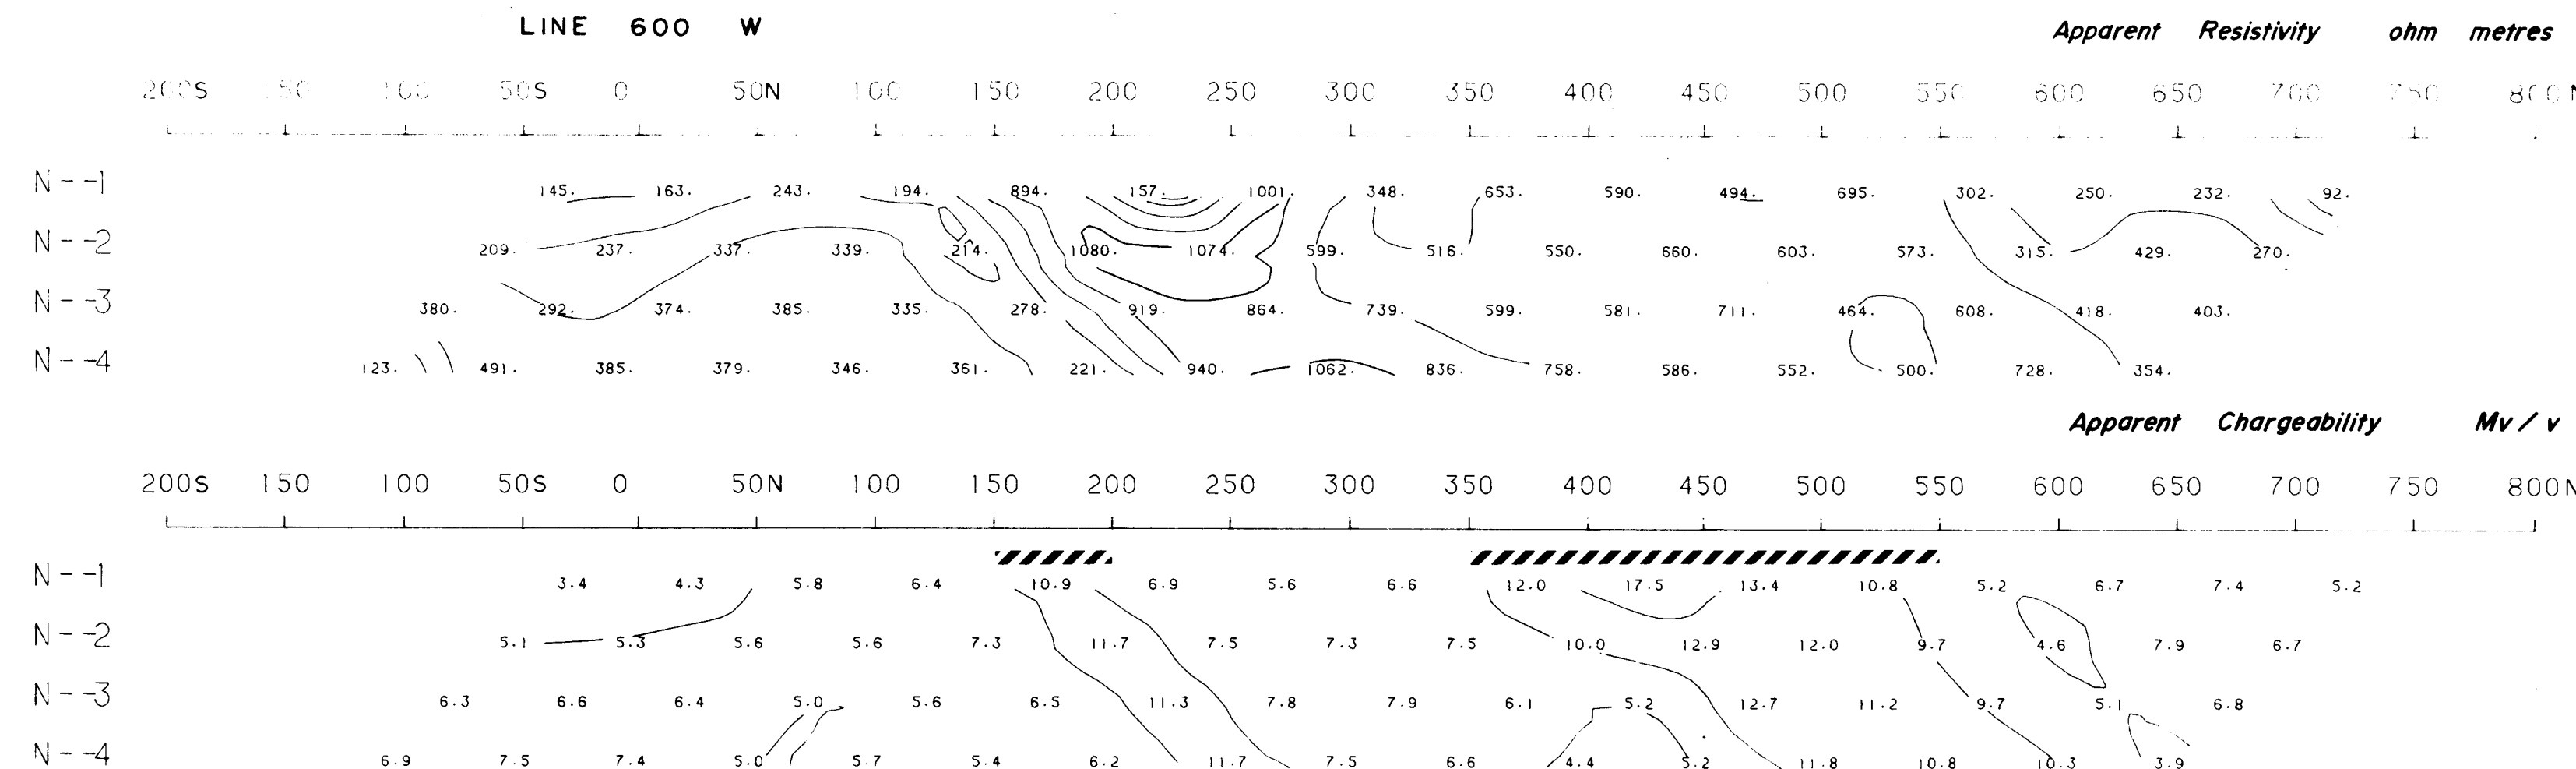 LINE 600 W Apparent Resistivity ohm metres
200S 150 100 50S 0 50N 100 150 200 250 300 350 400 450 500 550 600 650 700 750 800N
N--1 145. 163. 243. 194. 894. 157. 1001. 348. 653. 590. 494. 695. 302. 250. 232. 92.
N--2 209. 237. 337. 339. 214. 1080. 1074. 599. 516. 550. 660. 603. 573. 315. 429. 270.
N--3 380. 292. 374. 385. 335. 278. 919. 864. 739. 599. 581. 711. 464. 608. 418. 403.
N--4 123. 491. 385. 379. 346. 361. 221. 940. 1062. 836. 758. 586. 552. 500. 728. 354.
Apparent Chargeability Mv / v
200S 150 100 50S 0 50N 100 150 200 250 300 350 400 450 500 550 600 650 700 750 800N
N--1 3.4 4.3 5.8 6.4 10.9 6.9 5.6 6.6 12.0 17.5 13.4 10.8 5.2 6.7 7.4 5.2
N--2 5.1 5.3 5.6 5.6 7.3 11.7 7.5 7.3 7.5 10.0 12.9 12.0 9.7 4.6 7.9 6.7
N--3 6.3 6.6 6.4 5.0 5.6 6.5 11.3 7.8 7.9 6.1 5.2 12.7 11.2 9.7 5.1 6.8
N--4 6.9 7.5 7.4 5.0 5.7 5.4 6.2 11.7 7.5 6.6 4.4 5.2 11.8 10.8 10.3 3.9